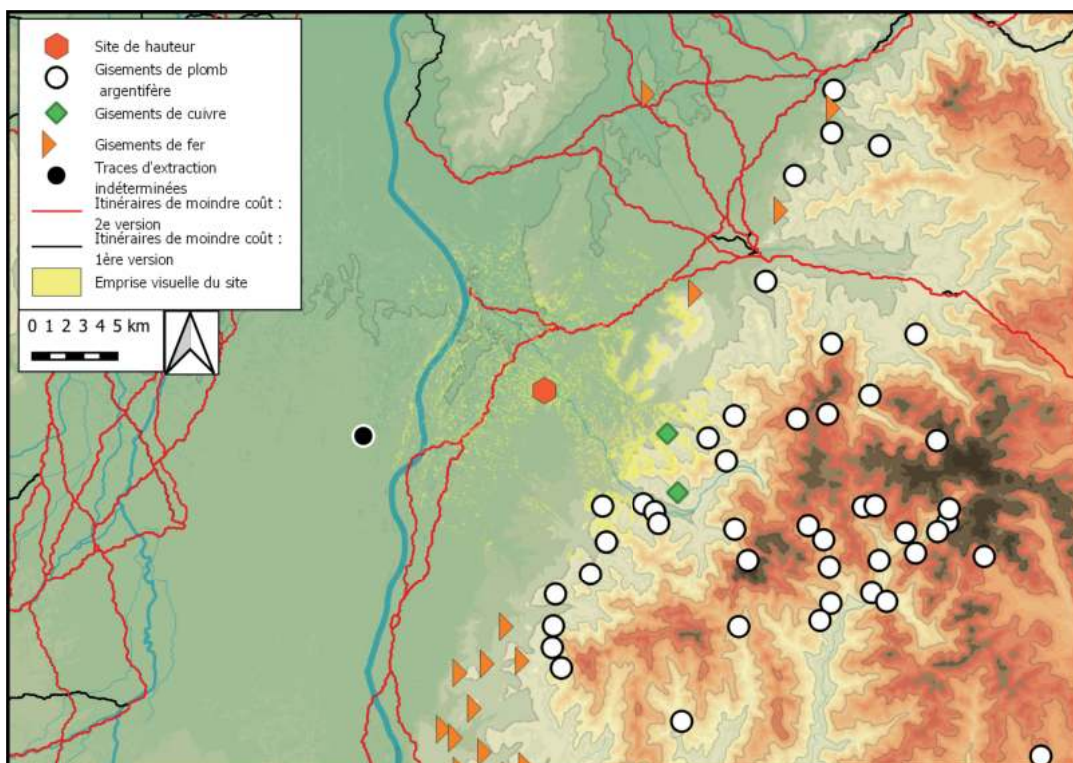 Site de hauteur
Gisements de plomb
argentifère
Gisements de cuivre
Gisements de fer
Traces d'extraction
indéterminées
Itinéraires de moindre coût :
2e version
Itinéraires de moindre coût :
1ère version
Emprise visuelle du site
0 1 2 3 4 5 km